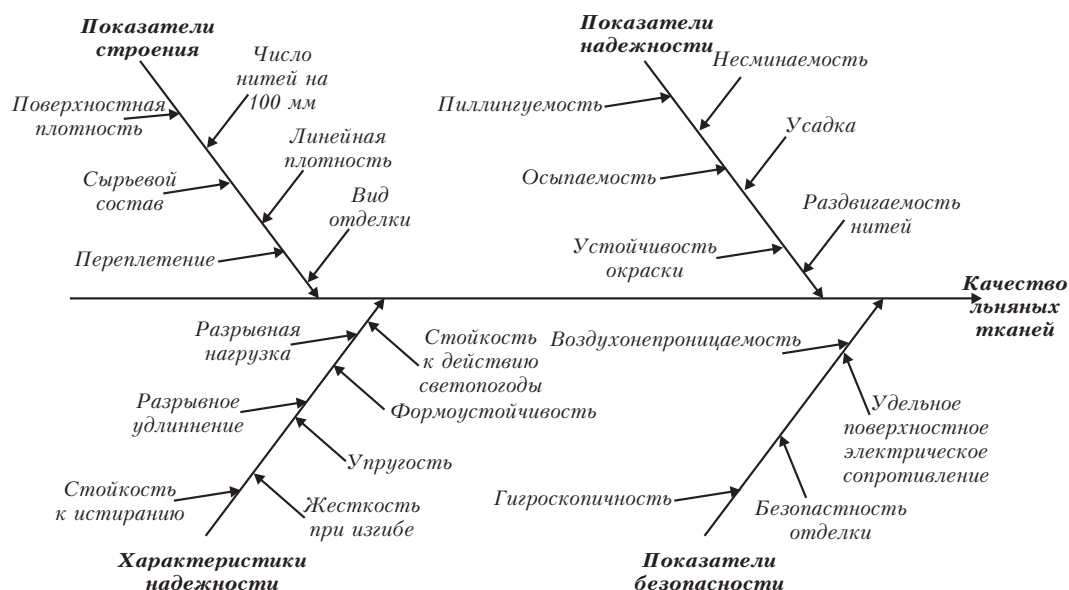 Показатели
строения
Число
нитей на
100 мм
Поверхностная
плотность
Линейная
плотность
Сырьевой
состав
Вид
отделки
Переплетение
Показатели
надежности
Несминаемость
Пиллингуемость
Усадка
Осыпаемость
Раздвигаемость
нитей
Устойчивость
окраски
Качество
льняных
тканей
Разрывная
нагрузка
Стойкость
к действию
светопогоды
Формоустойчивость
Разрывное
удлиннение
Упругость
Стойкость
к истиранию
Жесткость
при изгибе
Характеристики
надежности
Воздухонепроницаемость
Удельное
поверхностное
электрическое
сопротивление
Гигроскопичность
Безопастность
отделки
Показатели
безопасности